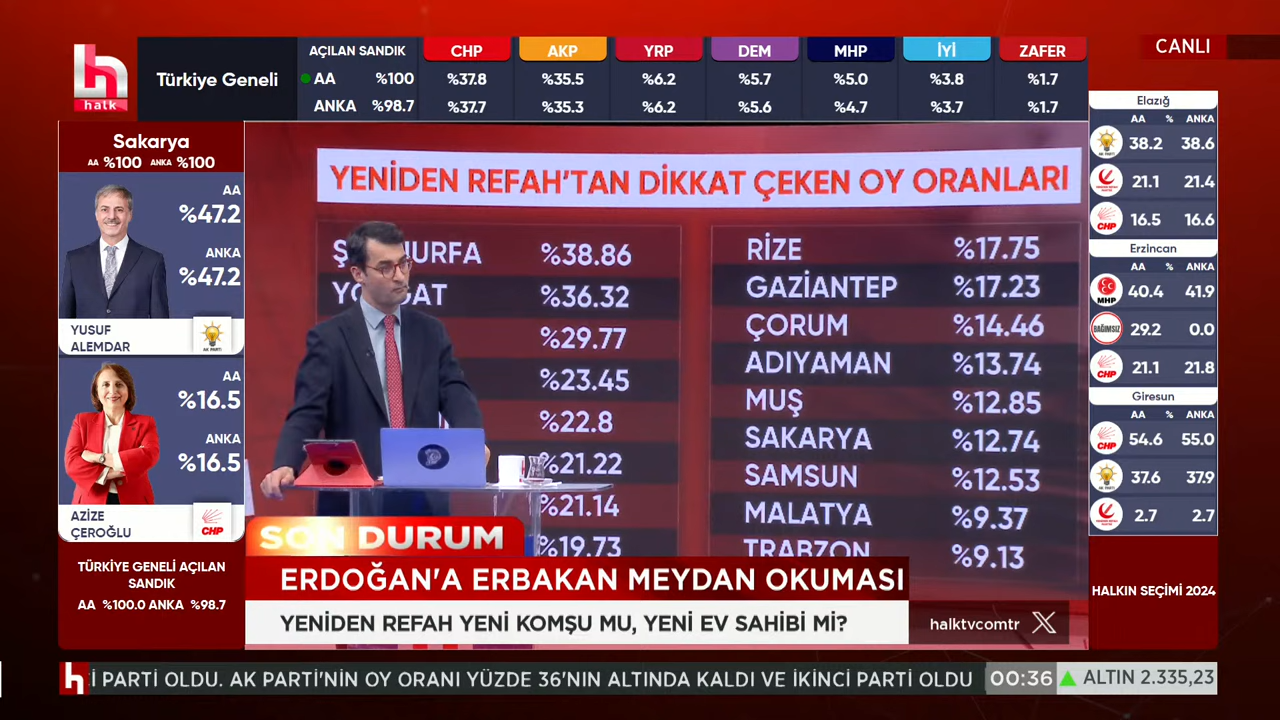 h
halk
Türkiye Geneli
AÇILAN SANDIK CHP AKP YRP DEM MHP İYİ ZAFER
AA %100 %37.8 %35.5 %6.2 %5.7 %5.0 %3.8 %1.7
ANKA %98.7 %37.7 %35.3 %6.2 %5.6 %4.7 %3.7 %1.7
CANLI
Sakarya
AA %100 ANKA %100
AA
%47.2
ANKA
%47.2
YUSUF
ALEMDAR
AK PARTİ
AA
%16.5
ANKA
%16.5
AZİZE
ÇEROĞLU
CHP
TÜRKİYE GENELİ AÇILAN
SANDIK
AA %100.0 ANKA %98.7
YENİDEN REFAH'TAN DİKKAT ÇEKEN OY ORANLARI
%38.86
%36.32
%29.77
%23.45
%22.8
%21.22
%21.14
%19.73
RİZE %17.75
GAZİANTEP %17.23
ÇORUM %14.46
ADIYAMAN %13.74
MUŞ %12.85
SAKARYA %12.74
SAMSUN %12.53
MALATYA %9.37
TRABZON %9.13
Elazığ
AA % ANKA
38.2 38.6
21.1 21.4
CHP 16.5 16.6
Erzincan
AA % ANKA
MHP 40.4 41.9
BAĞIMSIZ 29.2 0.0
CHP 21.1 21.8
Giresun
AA % ANKA
CHP 54.6 55.0
37.6 37.9
2.7 2.7
HALKIN SEÇİMİ 2024
SON DURUM
ERDOĞAN'A ERBAKAN MEYDAN OKUMASI
YENİDEN REFAH YENİ KOMŞU MU, YENİ EV SAHİBİ Mİ?
halktvcomtr X
h Cİ PARTİ OLDU. AK PARTİ'NİN OY ORANI YÜZDE 36'NIN ALTINDA KALDI VE İKİNCİ PARTİ OLDU 00:36 ALTIN 2.335,23